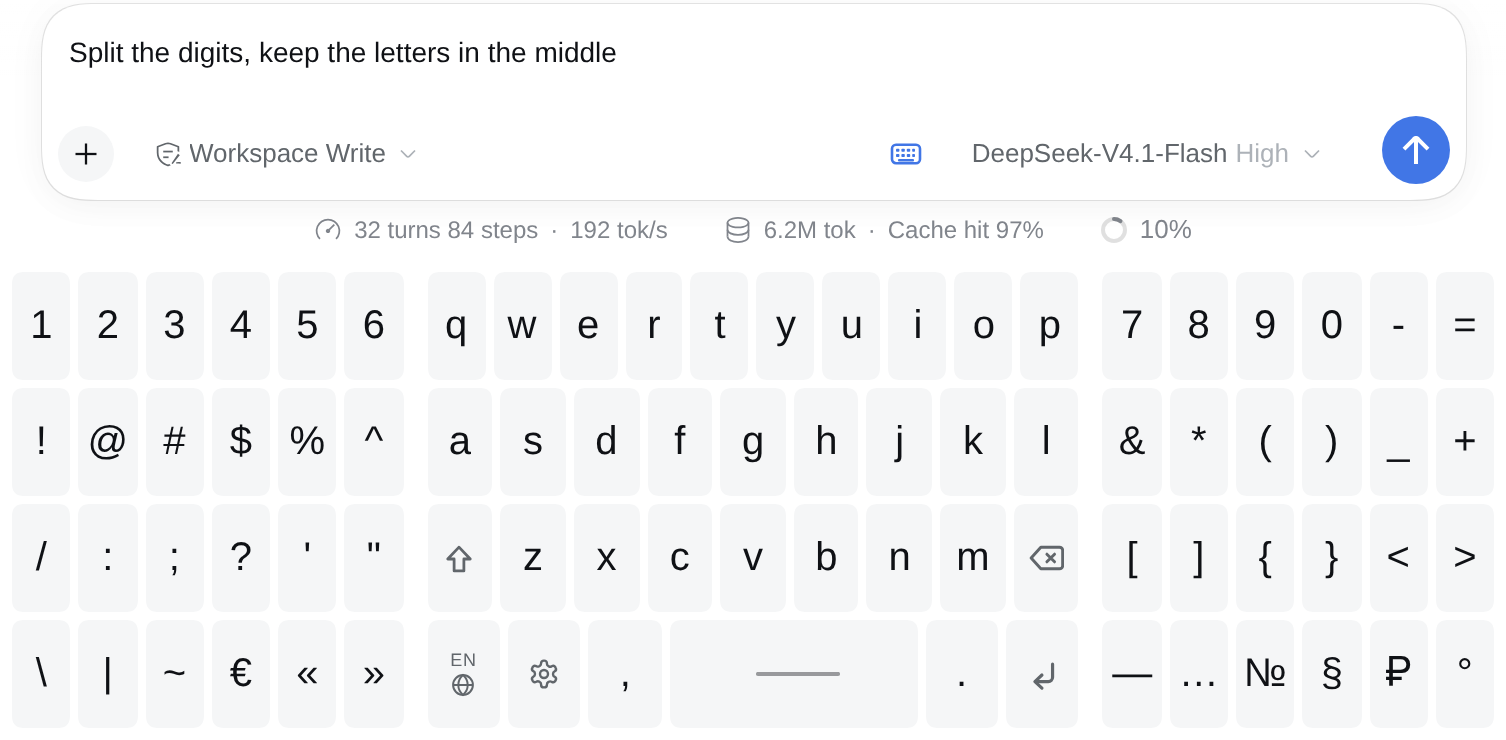 Split the digits, keep the letters in the middle
Workspace Write DeepSeek-V4.1-Flash High
32 turns 84 steps · 192 tok/s 6.2M tok · Cache hit 97% 10%
1 2 3 4 5 6 q w e r t y u i o p 7 8 9 0 - =
! @ # $ % ^ a s d f g h j k l & * ( ) _ +
/ : ; ? ' " z x c v b n m [ ] { } < >
\ | ~ € « » EN , . — … № § ₽ °